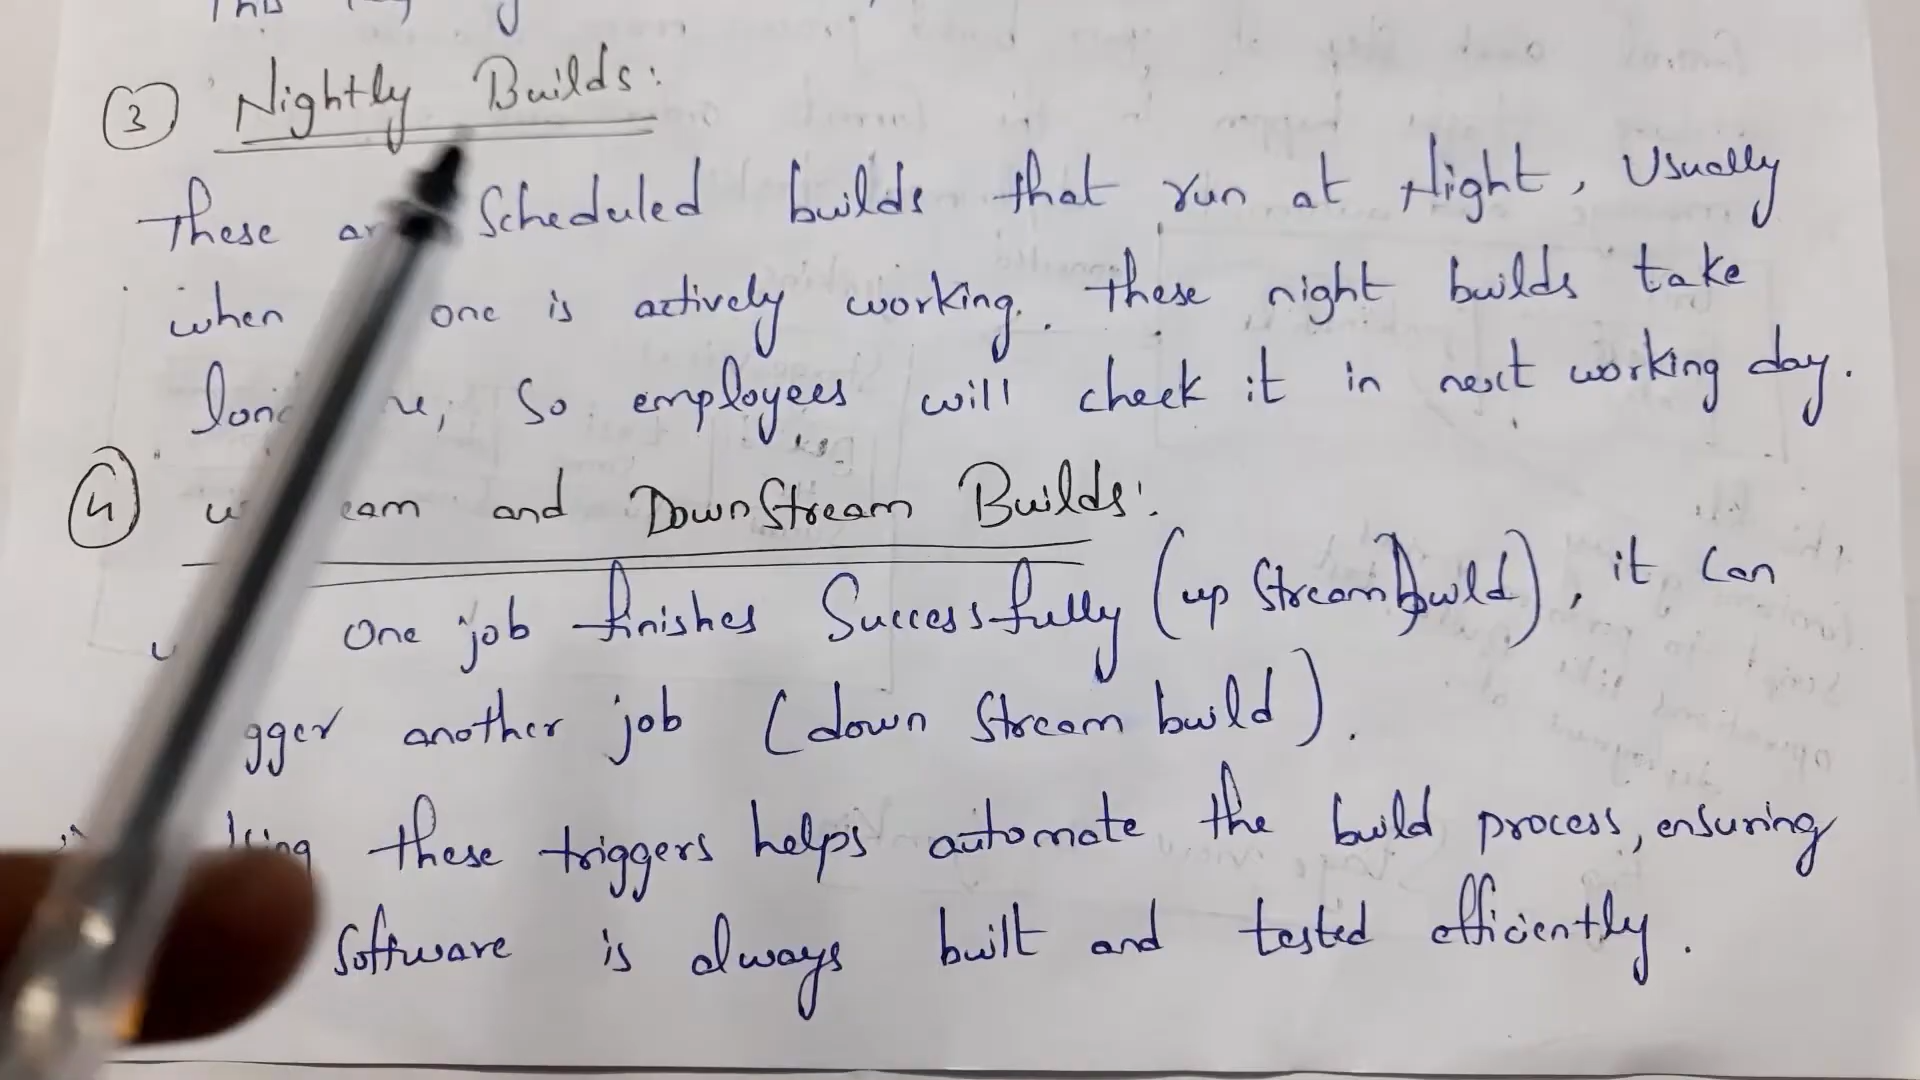 This
3 Nightly Builds:
These are Scheduled builds that run at Night, Usually
when one is actively working. These night builds take
long, So employees will check it in next working day.
4 and DownStream Builds:
One job finishes Successfully (up Stream Build), it Can
another job (down Stream build).
these triggers helps automate the build process, ensuring
Software is always built and tested efficiently.